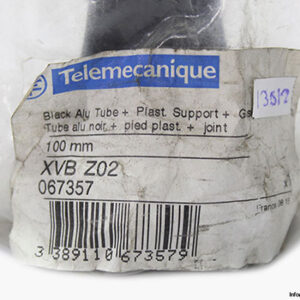 Telemecanique
Black Alu Tube + Plast. Support + Gs
Tube alu noir. + pied plast. + joint
100 mm
XVB Z02
067357
3 389110 673579